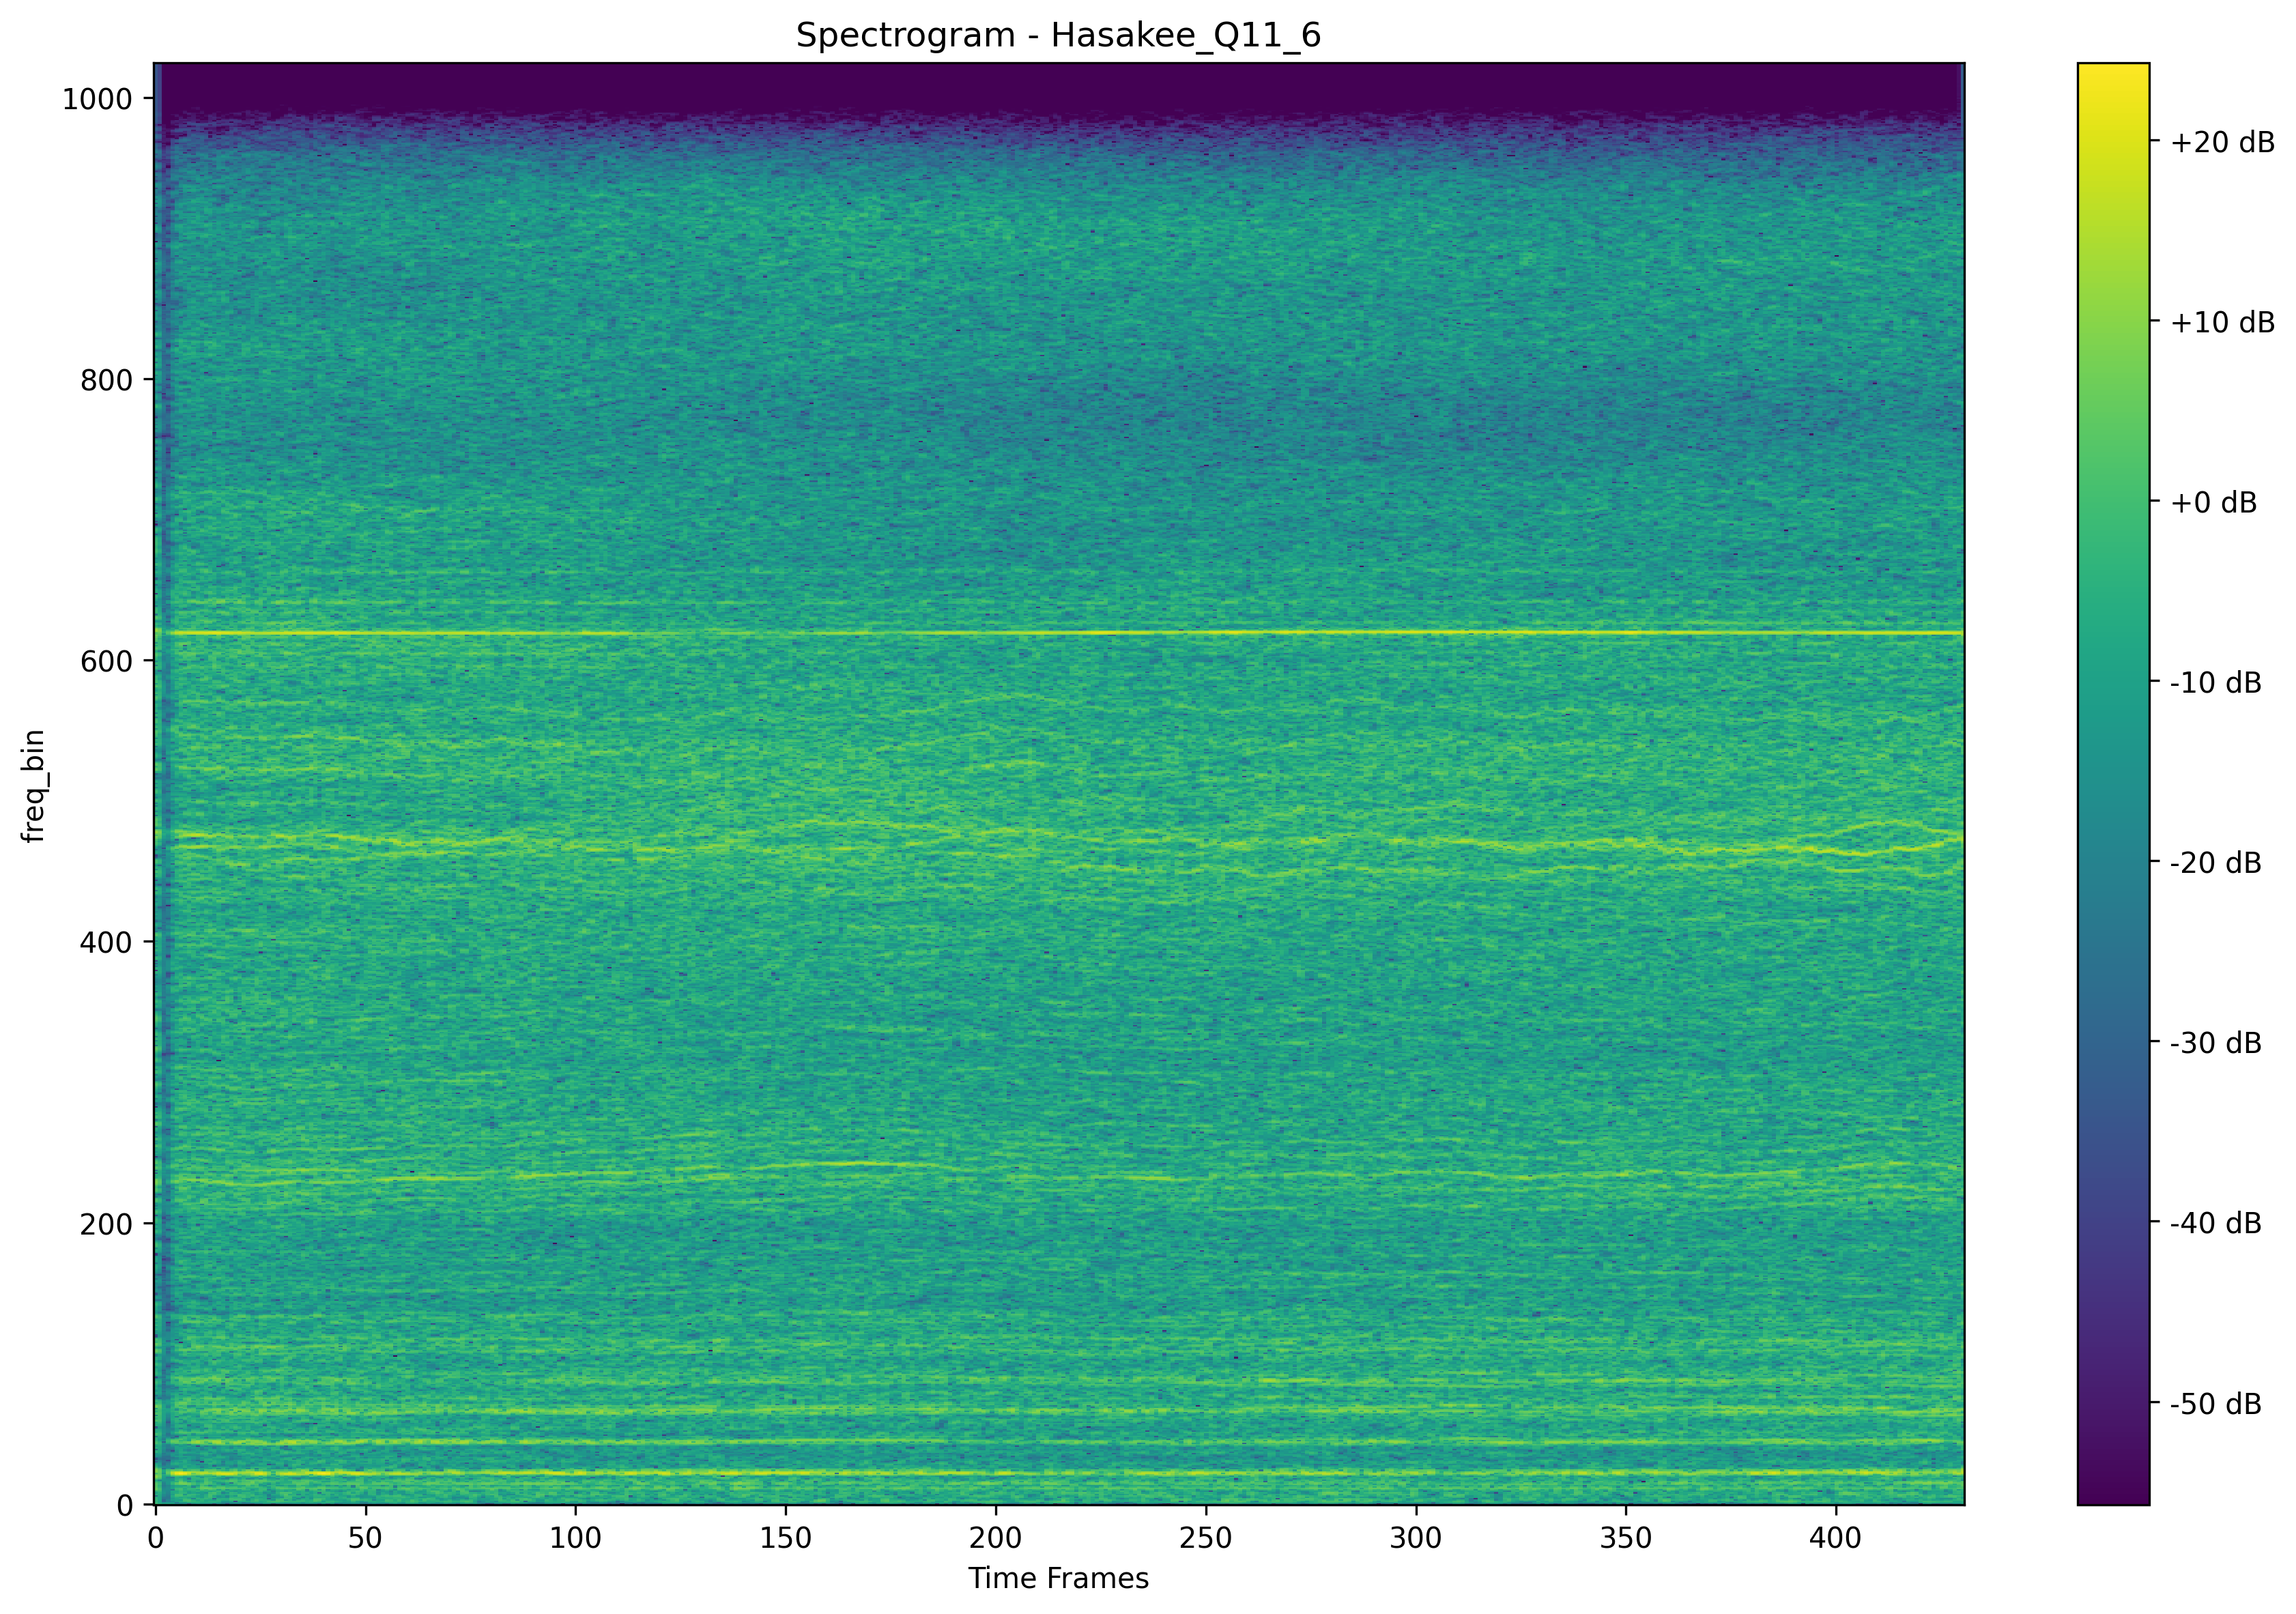 Spectrogram - Hasakee_Q11_6
1000
800
600
400
200
0
freq_bin
0 50 100 150 200 250 300 350 400
Time Frames
+20 dB
+10 dB
+0 dB
-10 dB
-20 dB
-30 dB
-40 dB
-50 dB